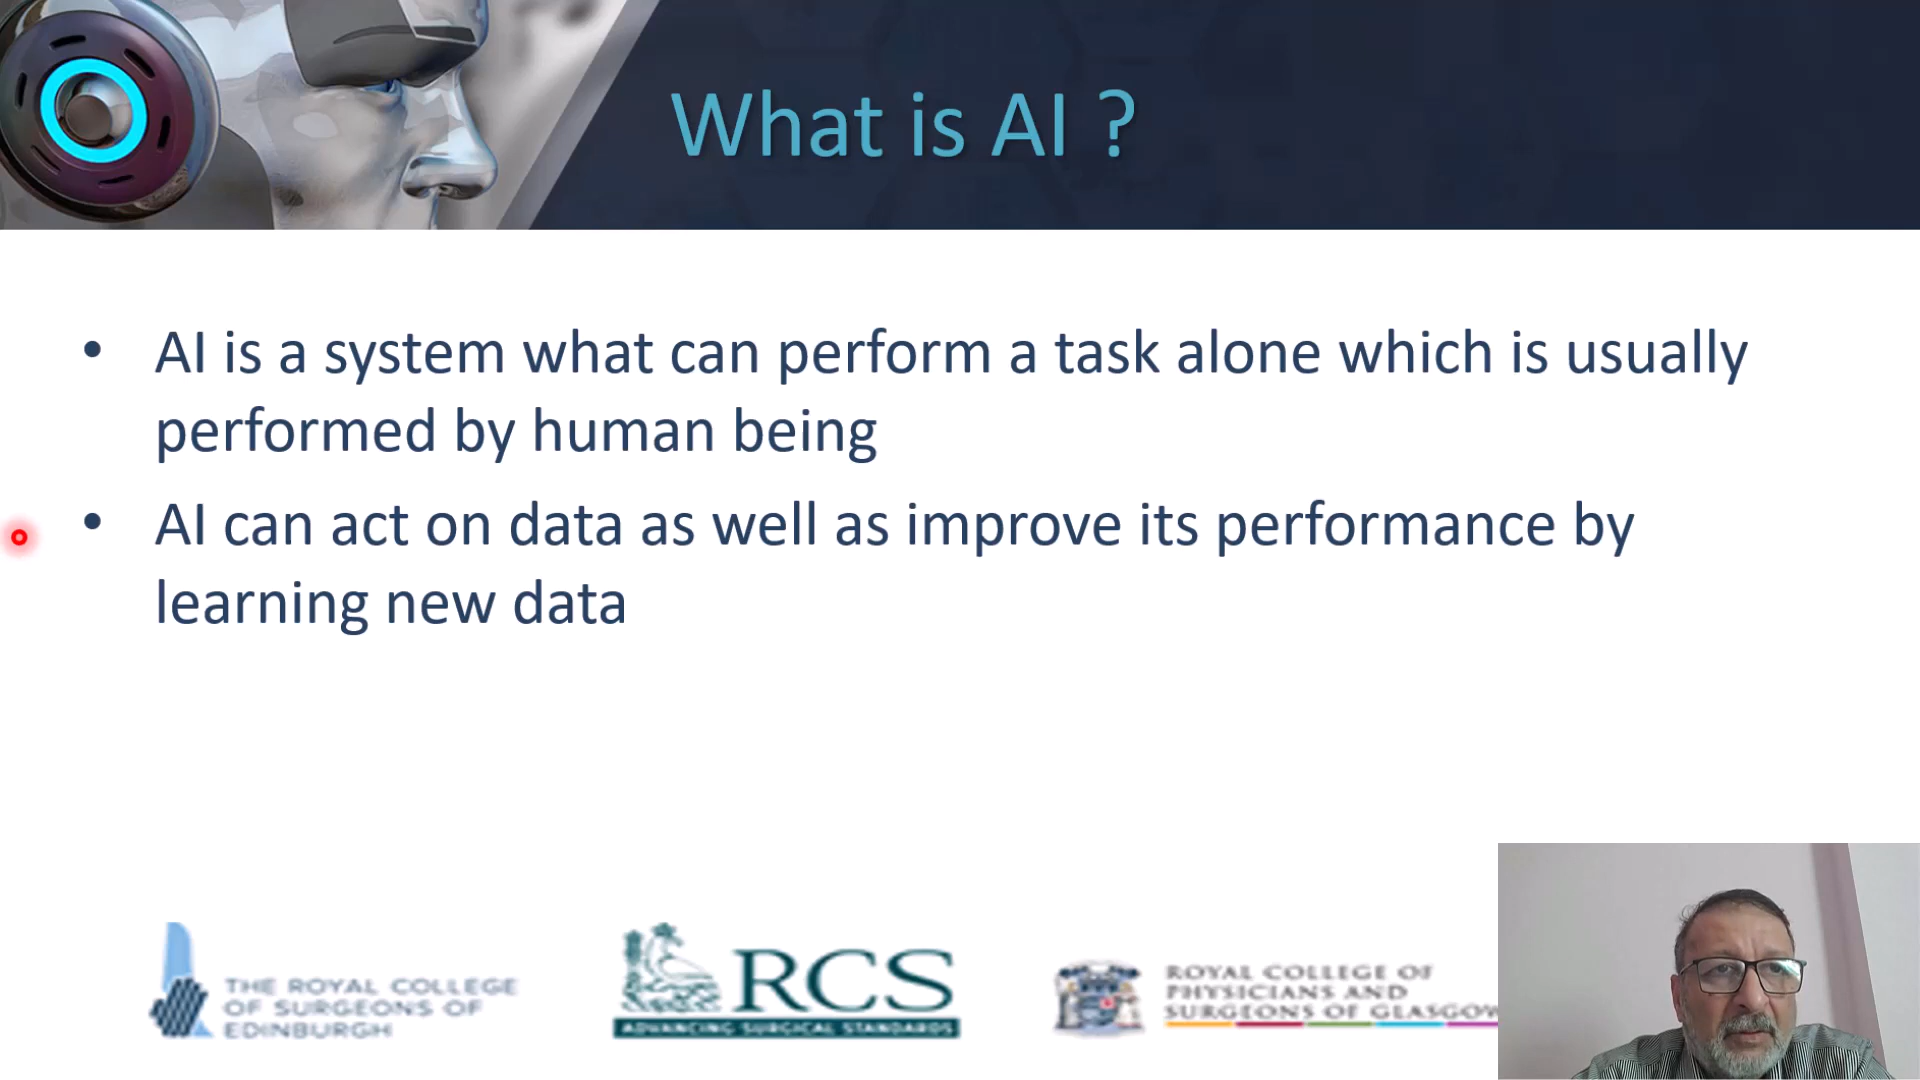 What is AI ?
• AI is a system what can perform a task alone which is usually
performed by human being
• AI can act on data as well as improve its performance by
learning new data
THE ROYAL COLLEGE
OF SURGEONS OF
EDINBURGH
RCS
ADVANCING SURGICAL STANDARDS
ROYAL COLLEGE OF
PHYSICIANS AND
SURGEONS OF GLASGOW